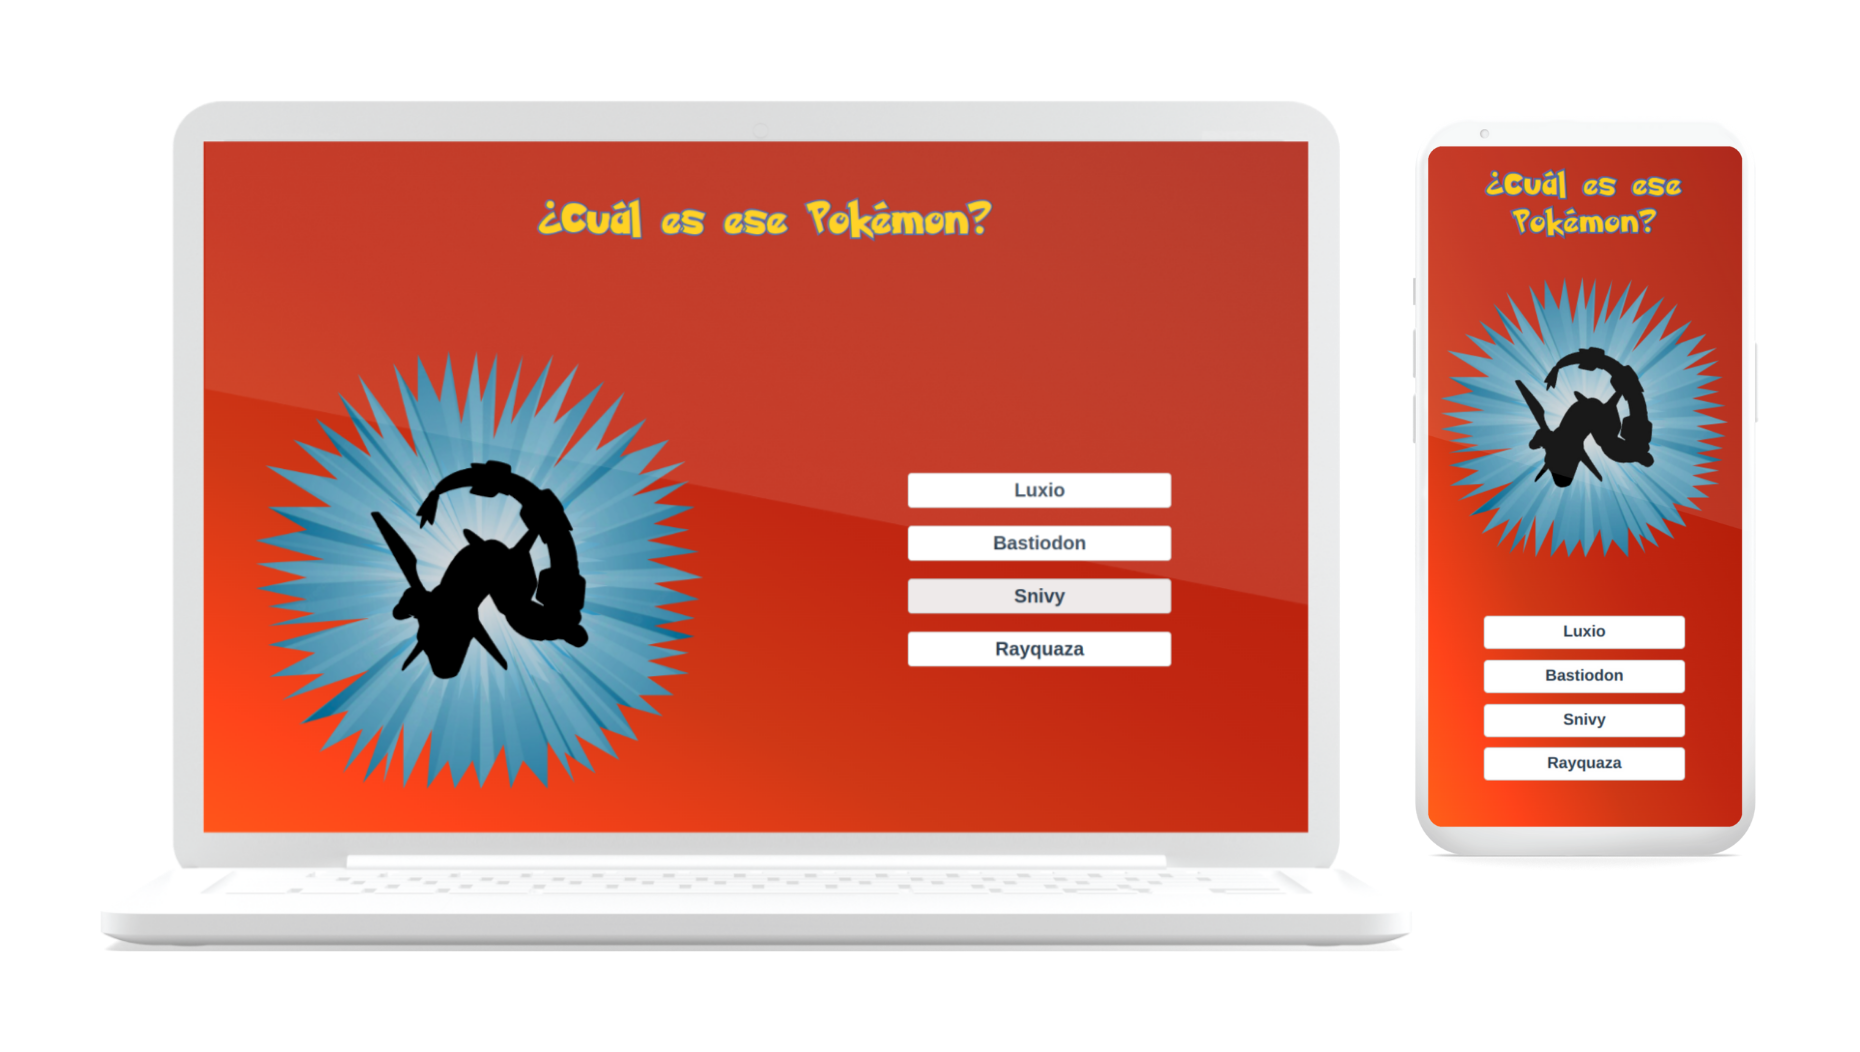 ¿Cuál es ese Pokémon?
Luxio
Bastiodon
Snivy
Rayquaza
¿Cuál es ese
Pokémon?
Luxio
Bastiodon
Snivy
Rayquaza